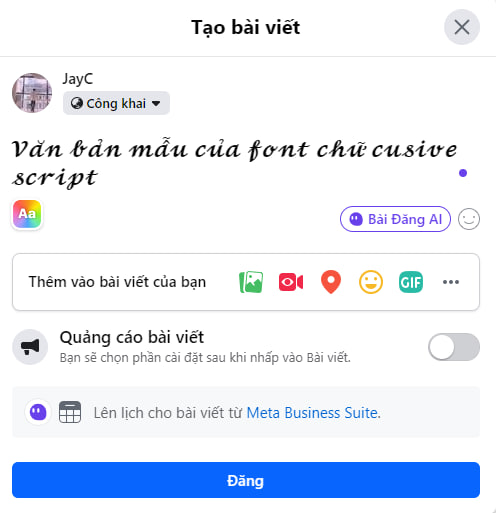 Tạo bài viết
JayC
Công khai
Văn bản mẫu của font chữ cusive
script
Aa
Bài Đăng AI
Thêm vào bài viết của bạn
GIF
Quảng cáo bài viết
Bạn sẽ chọn phần cài đặt sau khi nhấp vào Bài viết.
Lên lịch cho bài viết từ Meta Business Suite.
Đăng